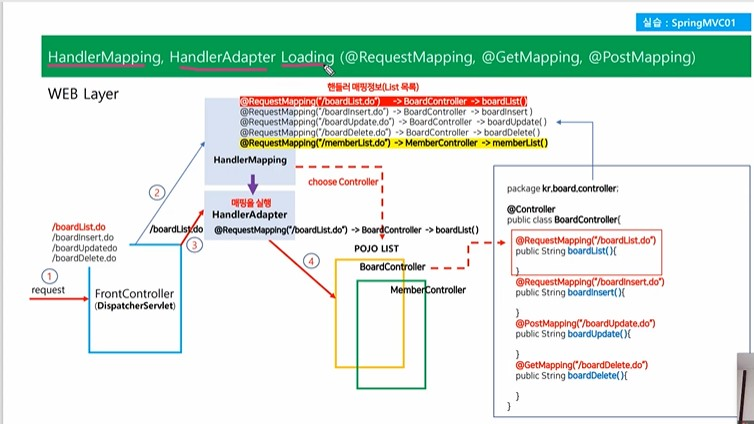 실습 : SpringMVC01
HandlerMapping, HandlerAdapter Loading (@RequestMapping, @GetMapping, @PostMapping)
WEB Layer
핸들러 매핑정보(List 목록)
@RequestMapping("/boardList.do") -> BoardController -> boardList()
@RequestMapping("/boardInsert.do") -> BoardController -> boardInsert()
@RequestMapping("/boardUpdate.do") -> BoardController -> boardUpdate()
@RequestMapping("/boardDelete.do") -> BoardController -> boardDelete()
@RequestMapping("/memberList.do") -> MemberController -> memberList()
HandlerMapping
choose Controller
②
매핑을 실행
HandlerAdapter
@RequestMapping("/boardList.do") -> BoardController -> boardList()
/boardList.do
③
/boardList.do
/boardInsert.do
/boardUpdatedo
/boardDelete.do
①
request
FrontController
(DispatcherServlet)
④
POJO LIST
BoardController
MemberController
package kr.board.controller;
@Controller
public class BoardController{
@RequestMapping("/boardList.do")
public String boardList(){
}
@RequestMapping("/boardInsert.do")
public String boardInsert(){
}
@PostMapping("/boardUpdate.do")
public String boardUpdate(){
}
@GetMapping("/boardDelete.do")
public String boardDelete(){
}
}